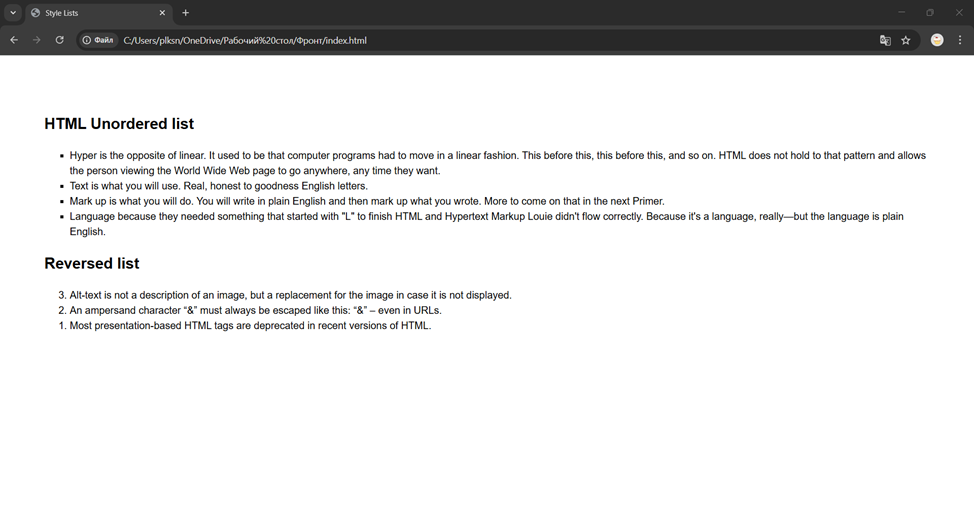 Style Lists
Файл
C:/Users/plksn/OneDrive/Рабочий%20стол/Фронт/index.html
HTML Unordered list
Hyper is the opposite of linear. It used to be that computer programs had to move in a linear fashion. This before this, this before this, and so on. HTML does not hold to that pattern and allows
the person viewing the World Wide Web page to go anywhere, any time they want.
Text is what you will use. Real, honest to goodness English letters.
Mark up is what you will do. You will write in plain English and then mark up what you wrote. More to come on that in the next Primer.
Language because they needed something that started with "L" to finish HTML and Hypertext Markup Louie didn't flow correctly. Because it's a language, really—but the language is plain
English.
Reversed list
3. Alt-text is not a description of an image, but a replacement for the image in case it is not displayed.
2. An ampersand character “&” must always be escaped like this: “&” – even in URLs.
1. Most presentation-based HTML tags are deprecated in recent versions of HTML.